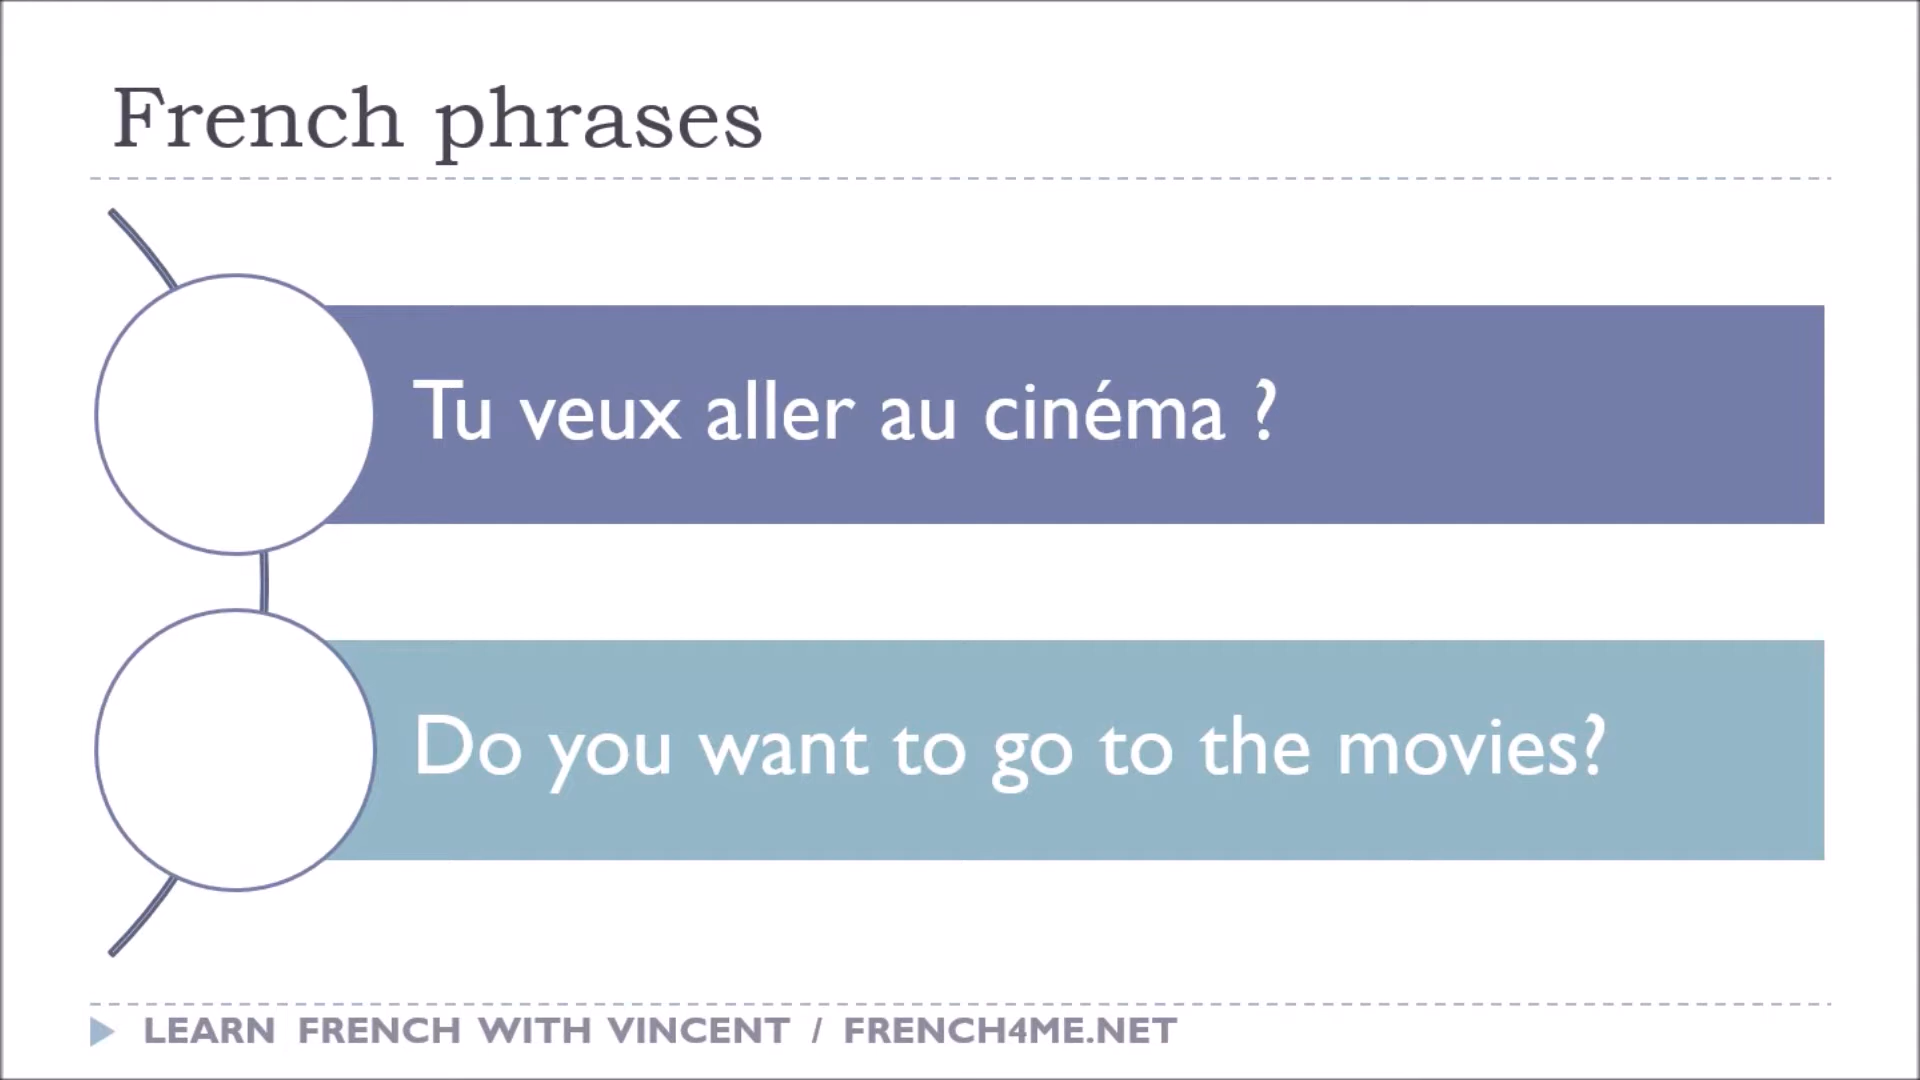 French phrases
Tu veux aller au cinéma ?
Do you want to go to the movies?
LEARN FRENCH WITH VINCENT / FRENCH4ME.NET